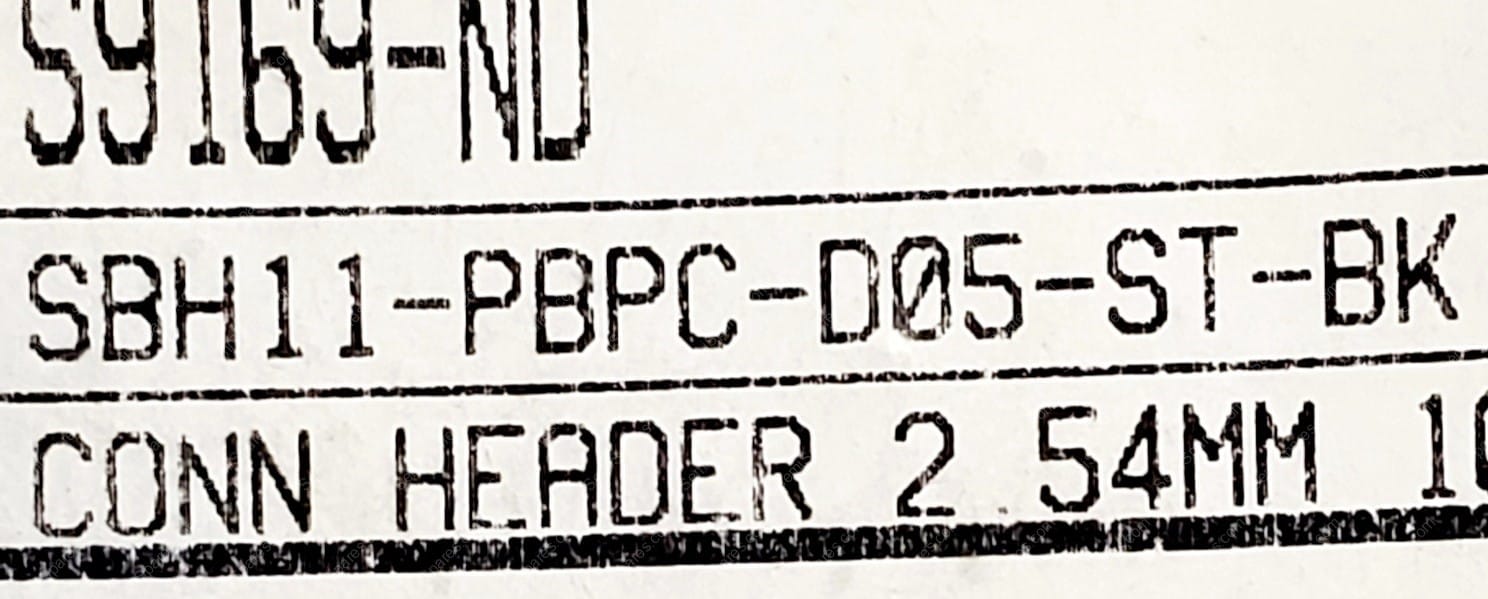 S9169-ND
SBH11-PBPC-D05-ST-BK
CONN HEADER 2.54MM